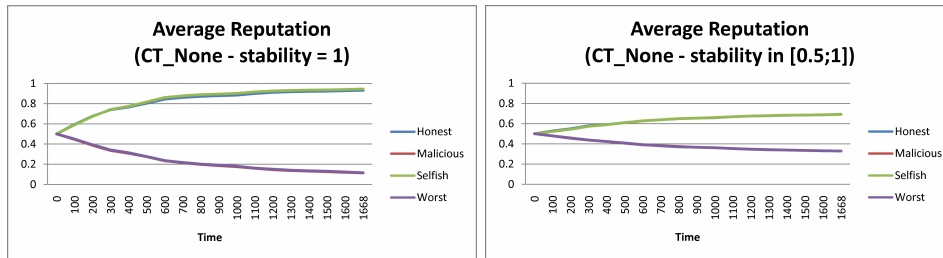 Average Reputation
(CT_None - stability = 1)
1
0.8
0.6
0.4
0.2
0
0 100 200 300 400 500 600 700 800 900 1000 1100 1200 1300 1400 1500 1600 1668
Time
Honest
Malicious
Selfish
Worst
Average Reputation
(CT_None - stability in [0.5;1])
1
0.8
0.6
0.4
0.2
0
0 100 200 300 400 500 600 700 800 900 1000 1100 1200 1300 1400 1500 1600 1668
Time
Honest
Malicious
Selfish
Worst